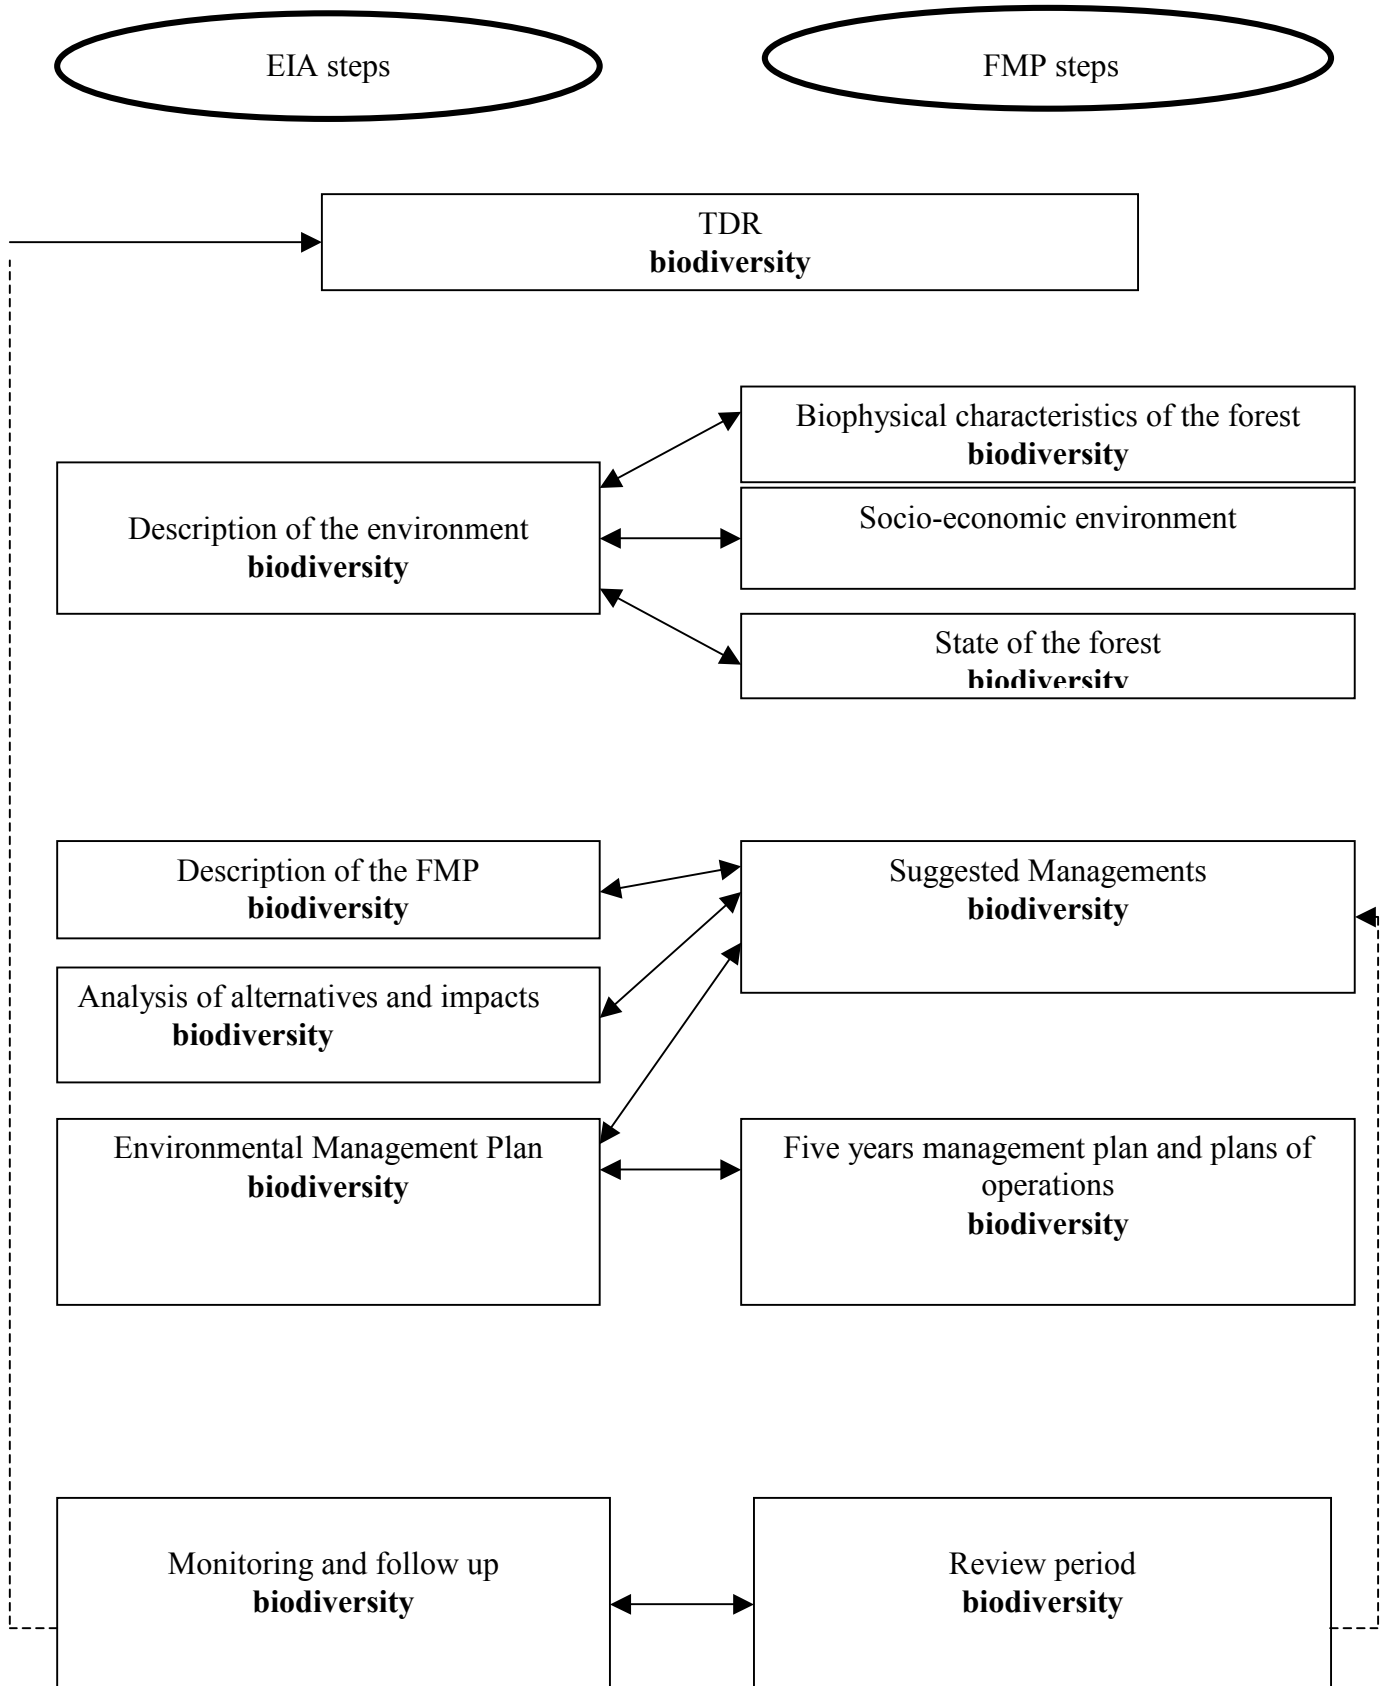 EIA steps
FMP steps
TDR
biodiversity
Biophysical characteristics of the forest
biodiversity
Description of the environment
biodiversity
Socio-economic environment
State of the forest
biodiversity
Description of the FMP
biodiversity
Suggested Managements
biodiversity
Analysis of alternatives and impacts
biodiversity
Environmental Management Plan
biodiversity
Five years management plan and plans of
operations
biodiversity
Monitoring and follow up
biodiversity
Review period
biodiversity